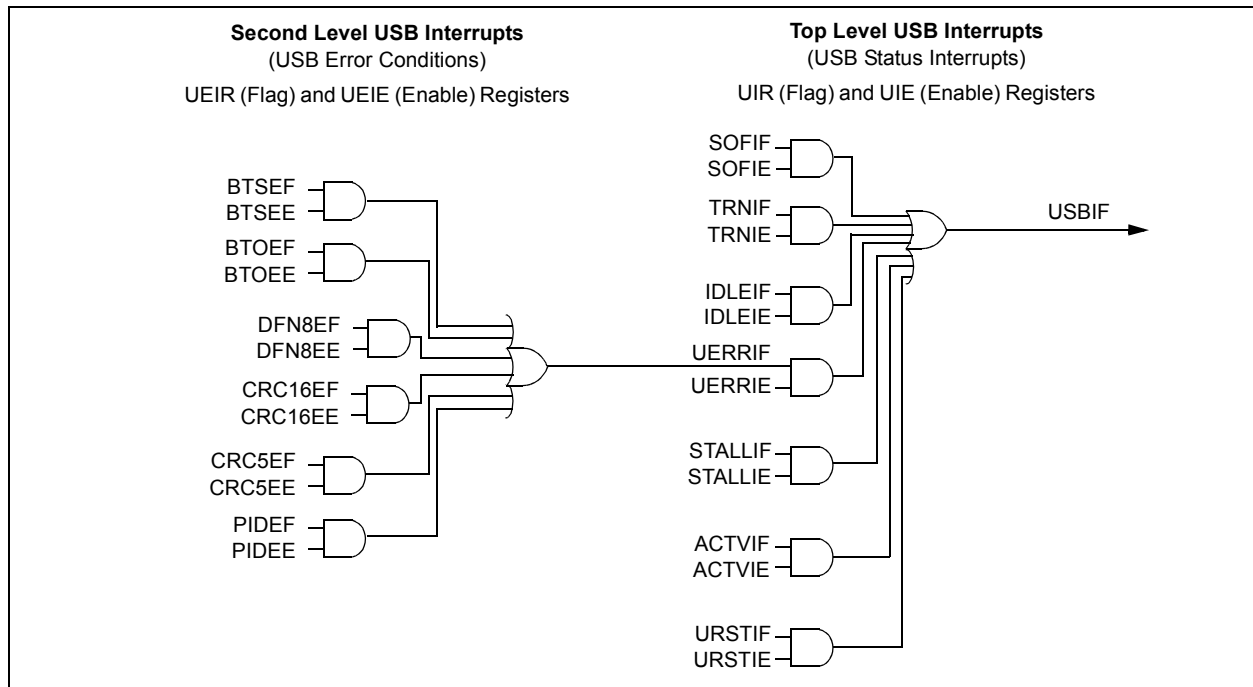 Second Level USB Interrupts
(USB Error Conditions)
UEIR (Flag) and UEIE (Enable) Registers
BTSEF
BTSEE
BTOEF
BTOEE
DFN8EF
DFN8EE
CRC16EF
CRC16EE
CRC5EF
CRC5EE
PIDEF
PIDEE
Top Level USB Interrupts
(USB Status Interrupts)
UIR (Flag) and UIE (Enable) Registers
SOFIF
SOFIE
TRNIF
TRNIE
IDLEIF
IDLEIE
UERRIF
UERRIE
STALLIF
STALLIE
ACTVIF
ACTVIE
URSTIF
URSTIE
USBIF